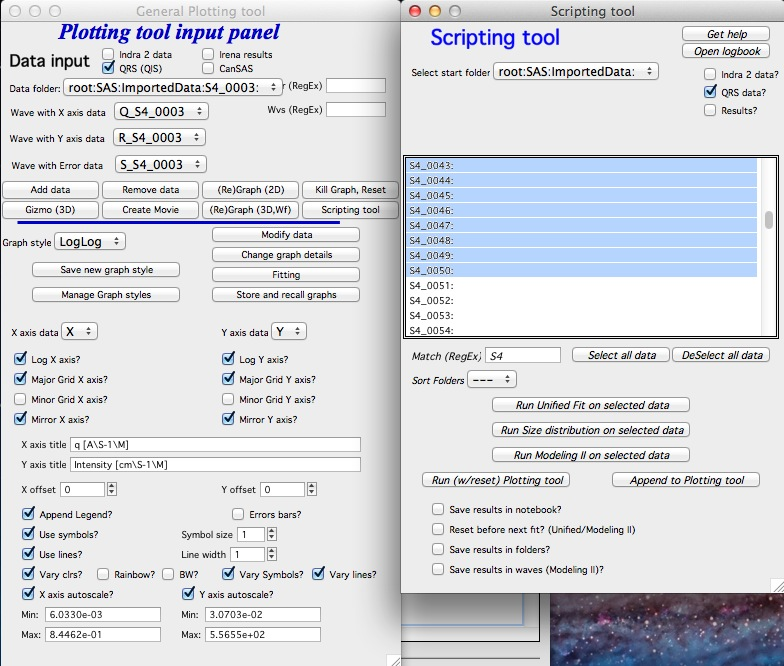 General Plotting tool
Plotting tool input panel
Data input
Indra 2 data
Irena results
QRS (QIS)
CanSAS
Data folder: root:SAS:ImportedData:S4_0003: r (RegEx)
Wave with X axis data Q_S4_0003 Wvs (RegEx)
Wave with Y axis data R_S4_0003
Wave with Error data S_S4_0003
Add data Remove data (Re)Graph (2D) Kill Graph, Reset
Gizmo (3D) Create Movie (Re)Graph (3D,Wf) Scripting tool
Graph style LogLog Modify data
Change graph details
Save new graph style Fitting
Manage Graph styles Store and recall graphs
X axis data X Y axis data Y
Log X axis? Log Y axis?
Major Grid X axis? Major Grid Y axis?
Minor Grid X axis? Minor Grid Y axis?
Mirror X axis? Mirror Y axis?
X axis title q [A\S-1\M]
Y axis title Intensity [cm\S-1\M]
X offset 0 Y offset 0
Append Legend? Errors bars?
Use symbols? Symbol size 1
Use lines? Line width 1
Vary clrs? Rainbow? BW? Vary Symbols? Vary lines?
X axis autoscale? Y axis autoscale?
Min: 6.0330e-03 Min: 3.0703e-02
Max: 8.4462e-01 Max: 5.5655e+02
Scripting tool
Scripting tool
Get help
Open logbook
Select start folder root:SAS:ImportedData:
Indra 2 data?
QRS data?
Results?
S4_0043:
S4_0044:
S4_0045:
S4_0046:
S4_0047:
S4_0048:
S4_0049:
S4_0050:
S4_0051:
S4_0052:
S4_0053:
S4_0054:
Match (RegEx) S4 Select all data DeSelect all data
Sort Folders ---
Run Unified Fit on selected data
Run Size distribution on selected data
Run Modeling II on selected data
Run (w/reset) Plotting tool Append to Plotting tool
Save results in notebook?
Reset before next fit? (Unified/Modeling II)
Save results in folders?
Save results in waves (Modeling II)?